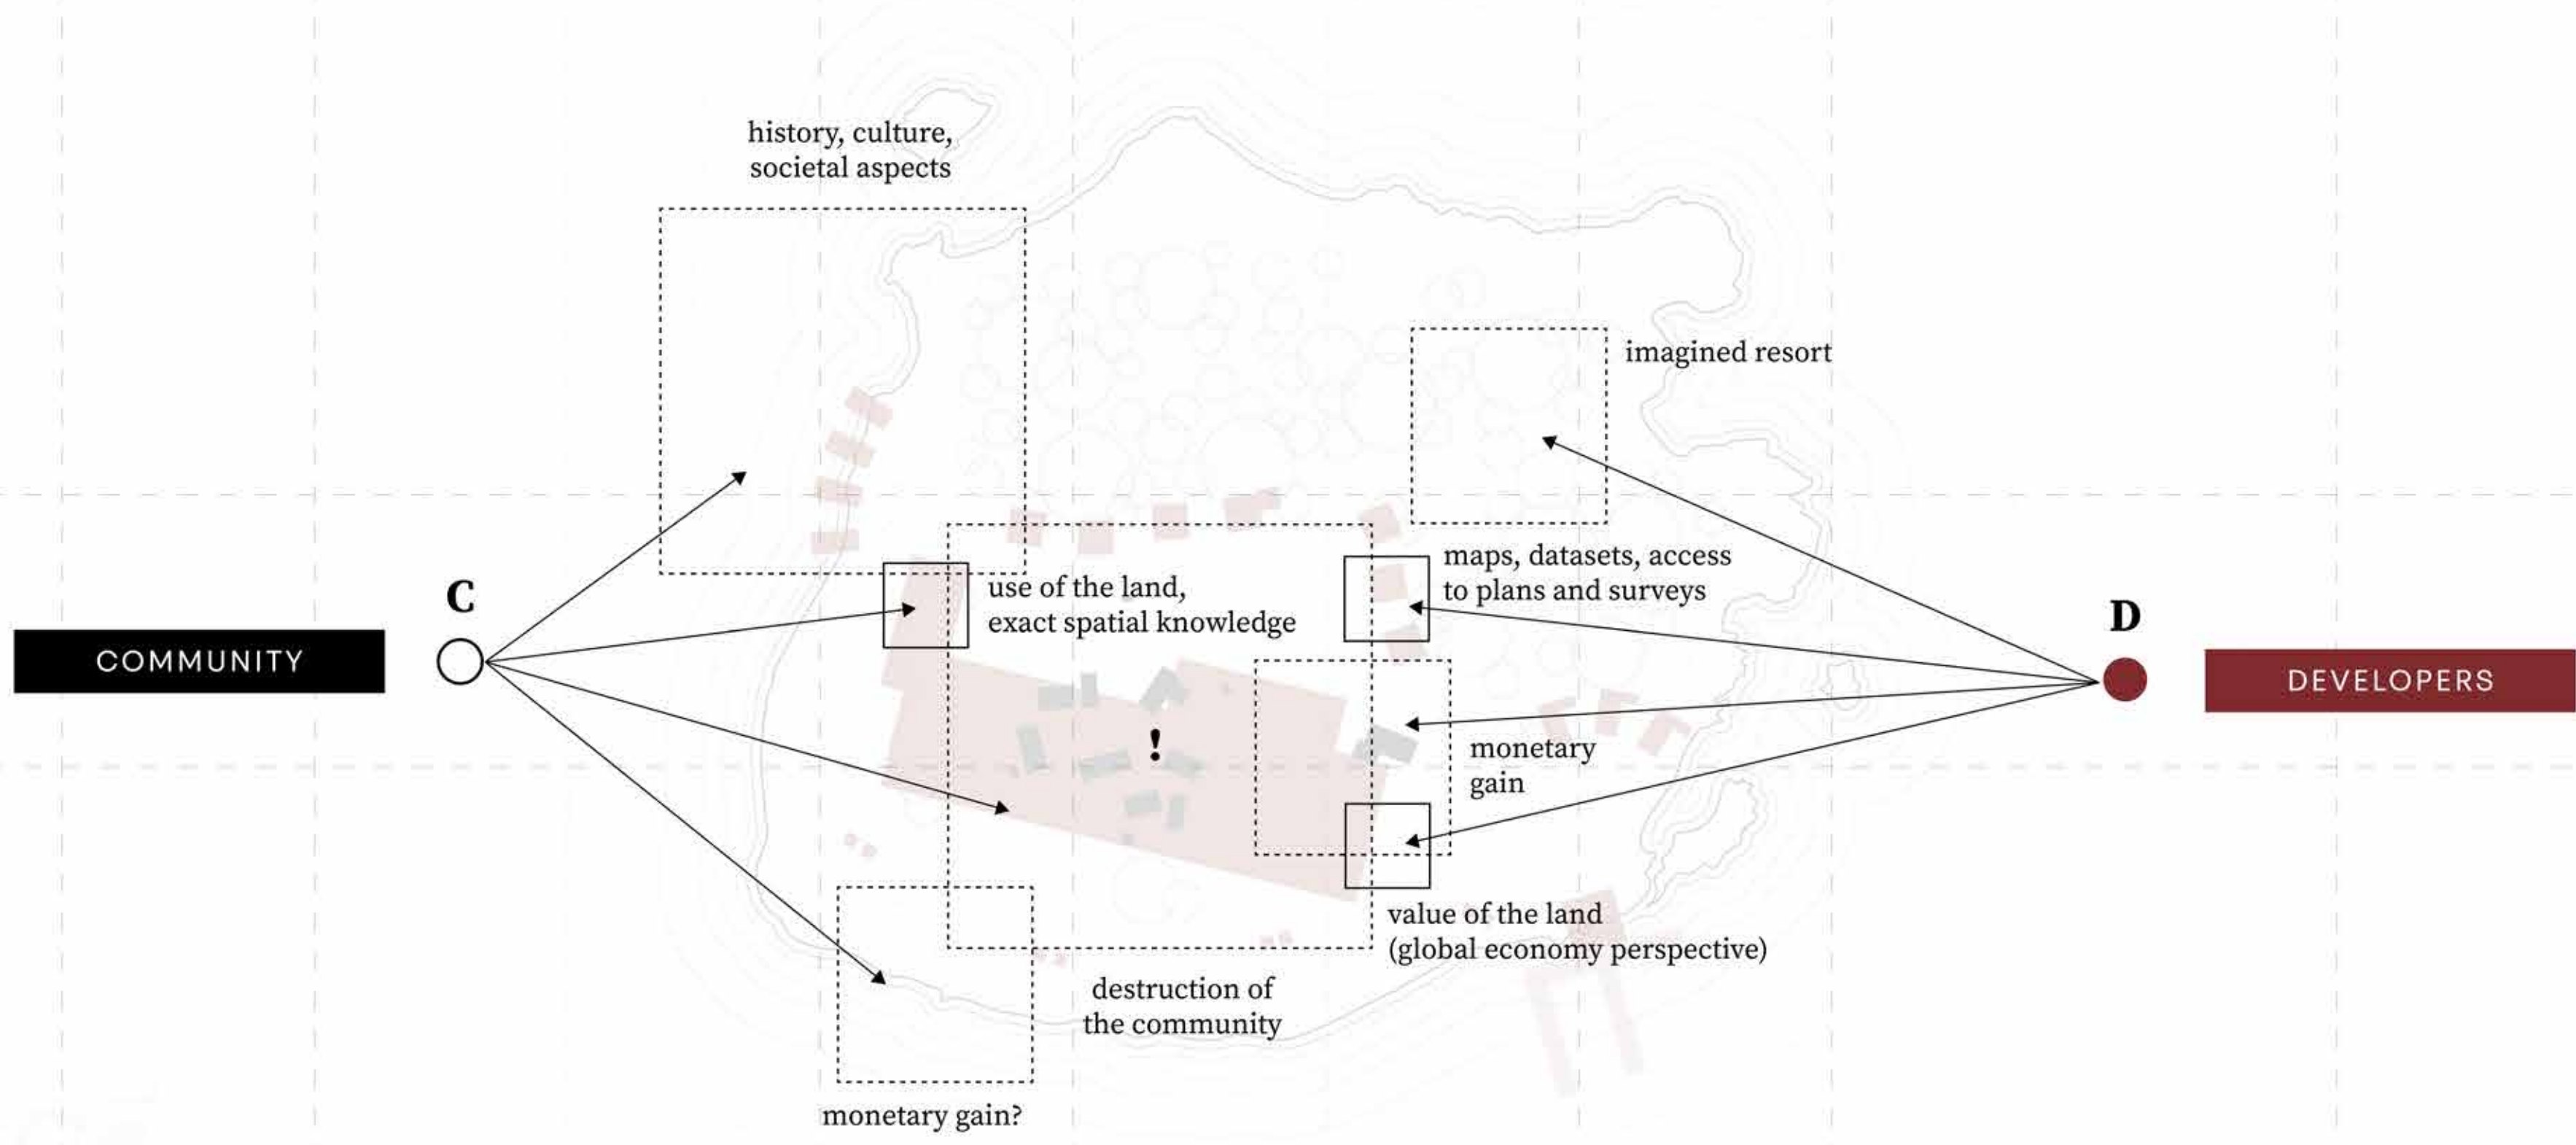 history, culture,
societal aspects
imagined resort
maps, datasets, access
to plans and surveys
use of the land,
exact spatial knowledge
C
D
COMMUNITY
DEVELOPERS
!
monetary
gain
value of the land
(global economy perspective)
destruction of
the community
monetary gain?